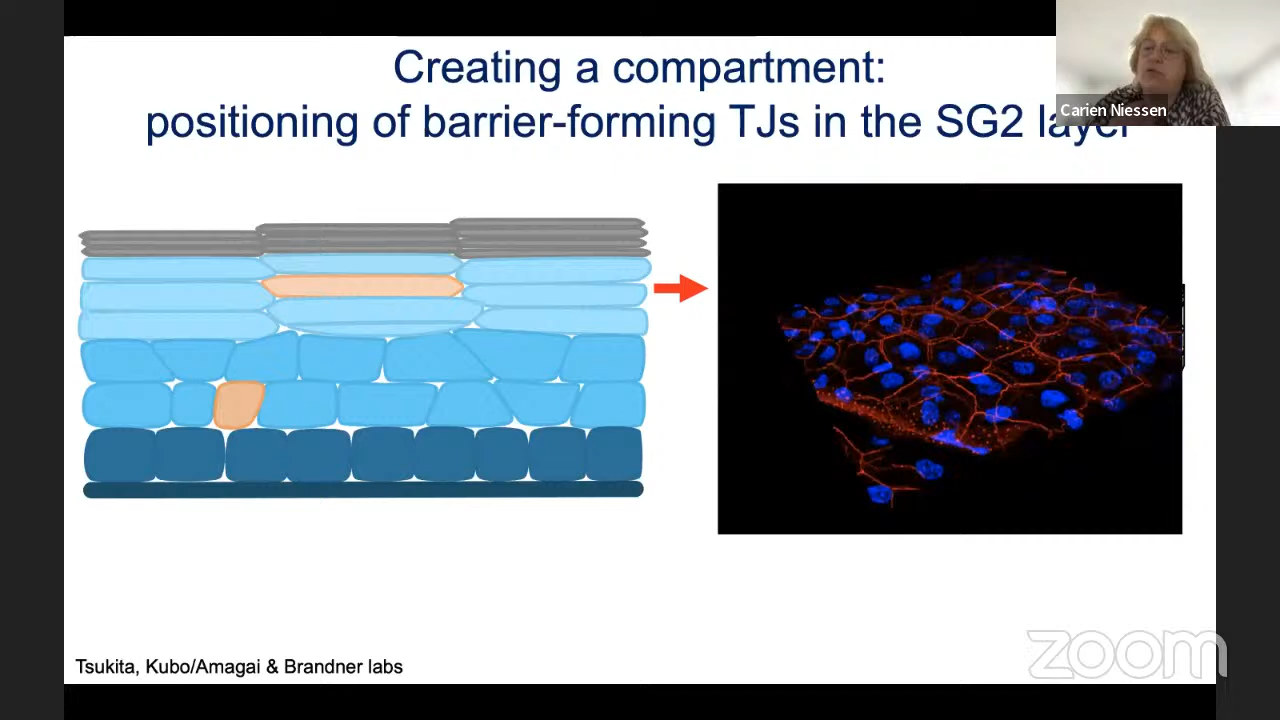 Creating a compartment:
positioning of barrier-forming TJs in the SG2 layer
Carien Niessen
Tsukita, Kubo/Amagai & Brandner labs
zoom